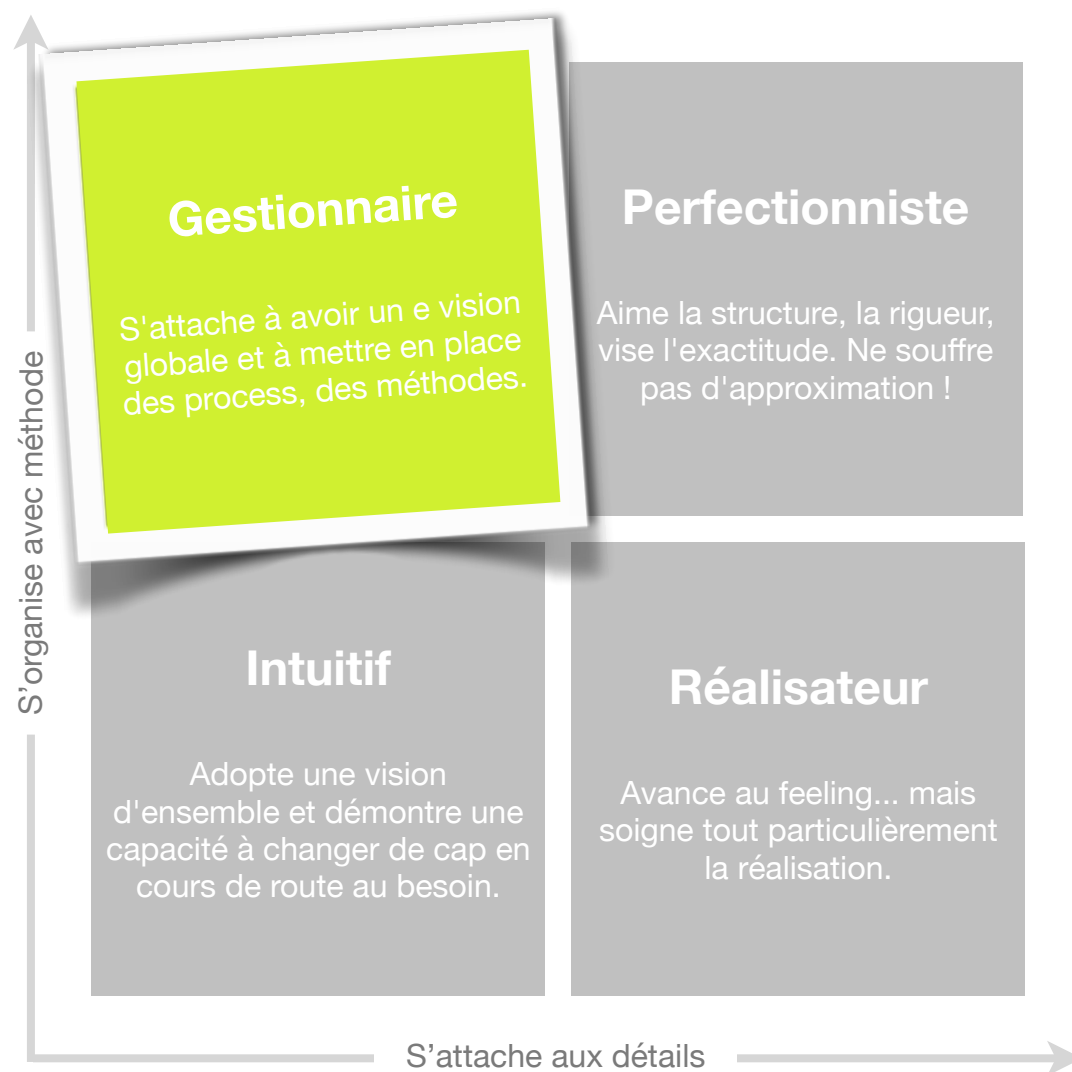 Gestionnaire
S'attache à avoir un e vision
globale et à mettre en place
des process, des méthodes.
Perfectionniste
Aime la structure, la rigueur,
vise l'exactitude. Ne souffre
pas d'approximation !
S’organise avec méthode
Intuitif
Adopte une vision
d'ensemble et démontre une
capacité à changer de cap en
cours de route au besoin.
Réalisateur
Avance au feeling... mais
soigne tout particulièrement
la réalisation.
S’attache aux détails